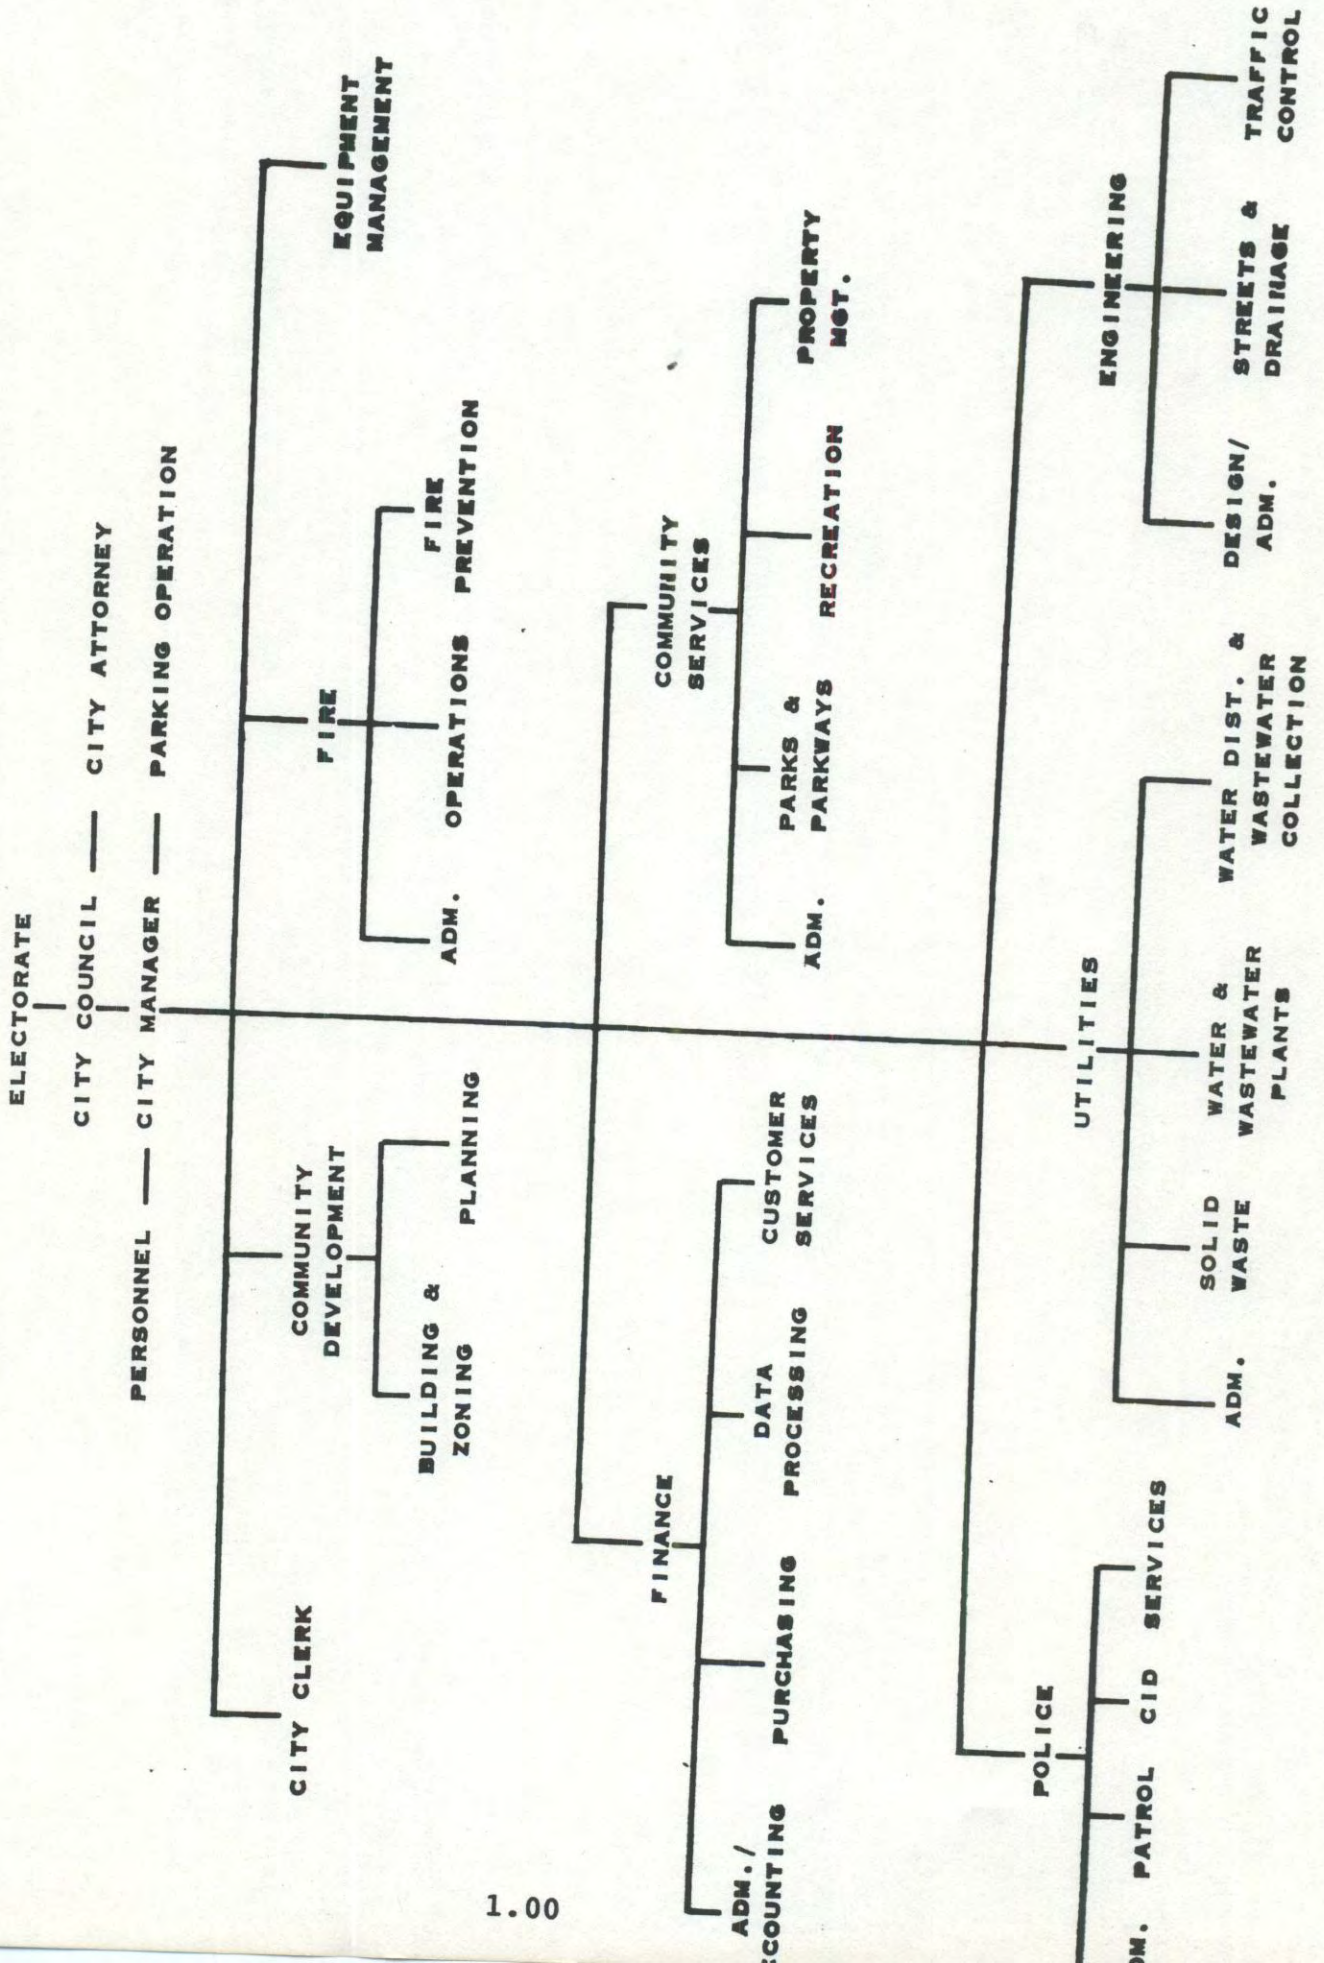 ELECTORATE
CITY COUNCIL — CITY ATTORNEY
PERSONNEL — CITY MANAGER — PARKING OPERATION
CITY CLERK
COMMUNITY
DEVELOPMENT
BUILDING &
ZONING
PLANNING
FIRE
ADM.
OPERATIONS
FIRE
PREVENTION
EQUIPMENT
MANAGEMENT
FINANCE
ADM./
CCOUNTING
PURCHASING
DATA
PROCESSING
CUSTOMER
SERVICES
COMMUNITY
SERVICES
ADM.
PARKS &
PARKWAYS
RECREATION
PROPERTY
MGT.
POLICE
DM.
PATROL
CID
SERVICES
UTILITIES
ADM.
SOLID
WASTE
WATER &
WASTEWATER
PLANTS
WATER DIST. &
WASTEWATER
COLLECTION
ENGINEERING
DESIGN/
ADM.
STREETS &
DRAINAGE
TRAFFIC
CONTROL
1.00